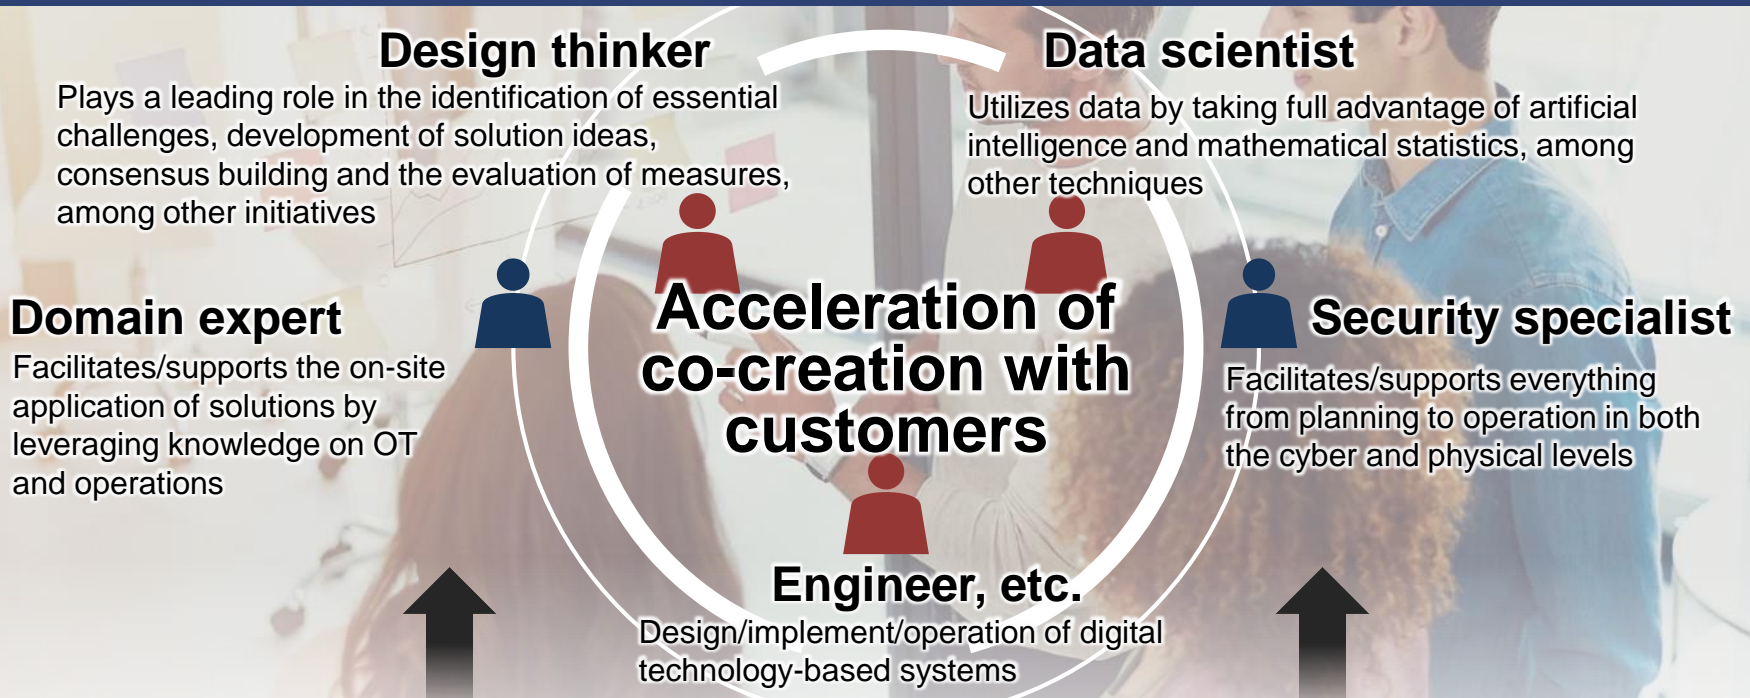 Design thinker
Plays a leading role in the identification of essential
challenges, development of solution ideas,
consensus building and the evaluation of measures,
among other initiatives
Data scientist
Utilizes data by taking full advantage of artificial
intelligence and mathematical statistics, among
other techniques
Domain expert
Facilitates/supports the on-site
application of solutions by
leveraging knowledge on OT
and operations
Acceleration of
co-creation with
customers
Security specialist
Facilitates/supports everything
from planning to operation in both
the cyber and physical levels
Engineer, etc.
Design/implement/operation of digital
technology-based systems